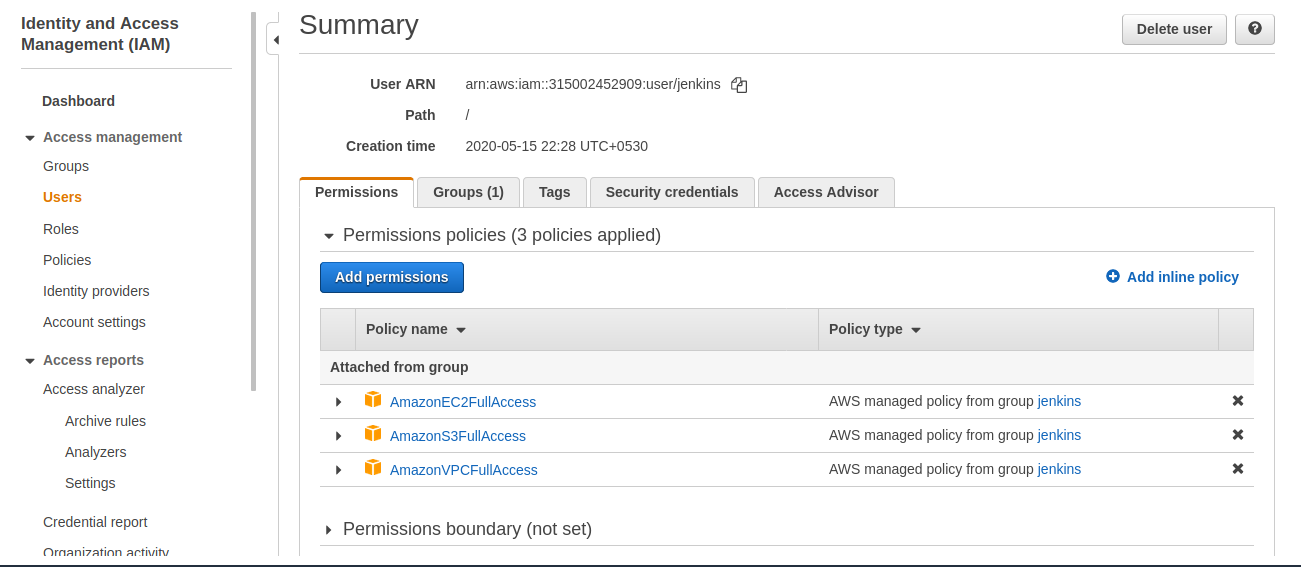 Identity and Access
Management (IAM)
Dashboard
Access management
Groups
Users
Roles
Policies
Identity providers
Account settings
Access reports
Access analyzer
Archive rules
Analyzers
Settings
Credential report
Organization activity
Summary
Delete user
?
User ARN arn:aws:iam::315002452909:user/jenkins
Path /
Creation time 2020-05-15 22:28 UTC+0530
Permissions Groups (1) Tags Security credentials Access Advisor
Permissions policies (3 policies applied)
Add permissions Add inline policy
Policy name Policy type
Attached from group
AmazonEC2FullAccess AWS managed policy from group jenkins
AmazonS3FullAccess AWS managed policy from group jenkins
AmazonVPCFullAccess AWS managed policy from group jenkins
Permissions boundary (not set)